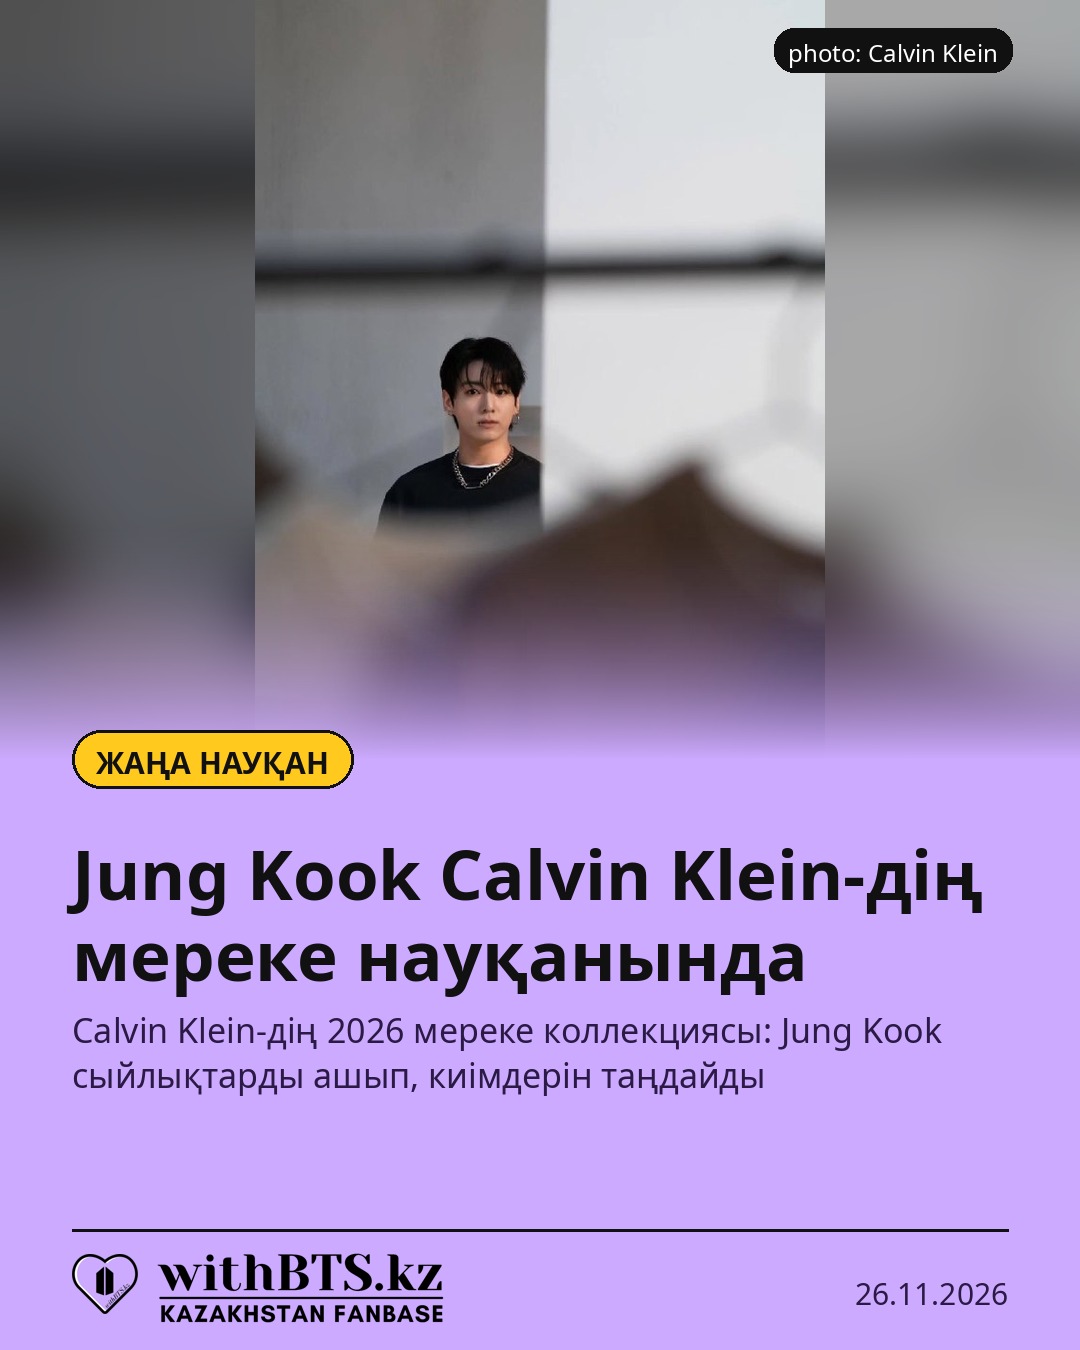 photo: Calvin Klein
ЖАҢА НАУҚАН
Jung Kook Calvin Klein-дің
мереке науқанында
Calvin Klein-дің 2026 мереке коллекциясы: Jung Kook
сыйлықтарды ашып, киімдерін таңдайды
withBTS.kz
KAZAKHSTAN FANBASE
26.11.2026